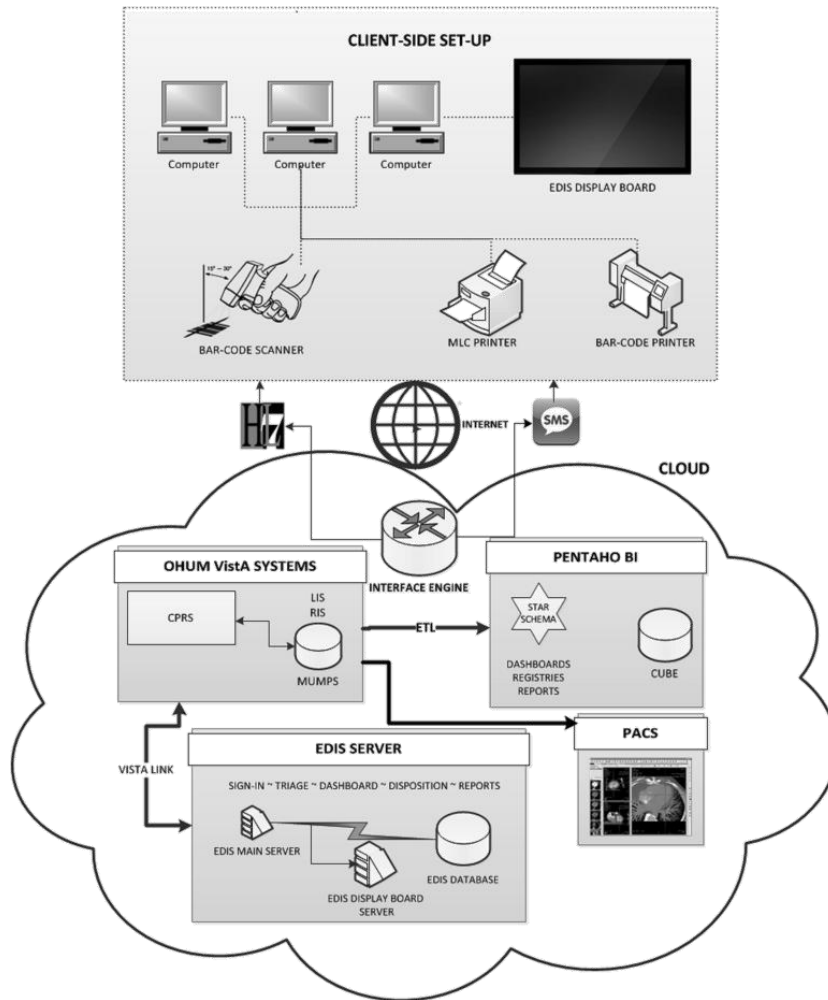 CLIENT-SIDE SET-UP
Computer
Computer
Computer
EDIS DISPLAY BOARD
15° – 30°
BAR-CODE SCANNER
MLC PRINTER
BAR-CODE PRINTER
HL7
INTERNET
SMS
CLOUD
INTERFACE ENGINE
OHUM VistA SYSTEMS
CPRS
LIS
RIS
MUMPS
ETL
PENTAHO BI
STAR
SCHEMA
DASHBOARDS
REGISTRIES
REPORTS
CUBE
PACS
VISTA LINK
EDIS SERVER
SIGN-IN ~ TRIAGE ~ DASHBOARD ~ DISPOSITION ~ REPORTS
EDIS MAIN SERVER
EDIS DISPLAY BOARD
SERVER
EDIS DATABASE